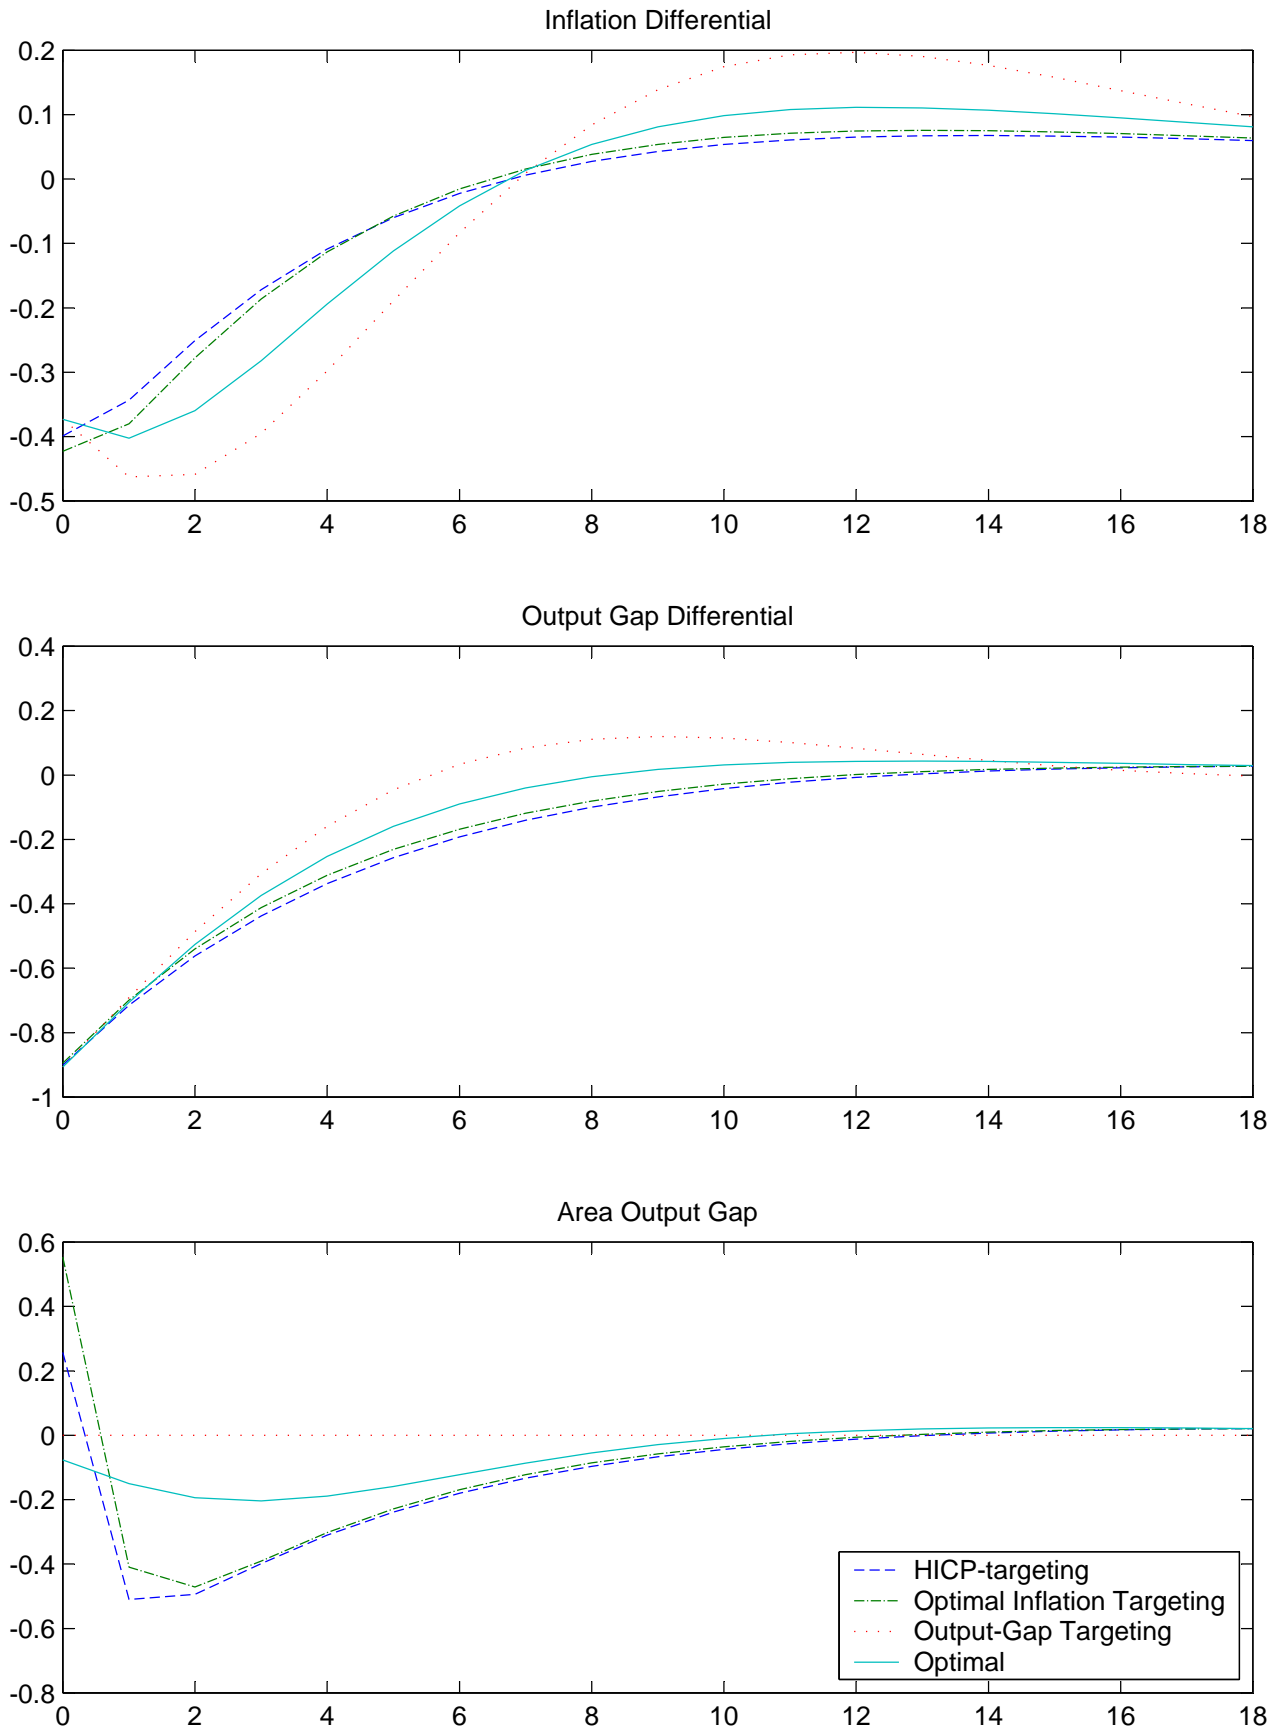 Inflation Differential
0.2
0.1
0
-0.1
-0.2
-0.3
-0.4
-0.5
0 2 4 6 8 10 12 14 16 18
Output Gap Differential
0.4
0.2
0
-0.2
-0.4
-0.6
-0.8
-1
0 2 4 6 8 10 12 14 16 18
Area Output Gap
0.6
0.4
0.2
0
-0.2
-0.4
-0.6
-0.8
HICP-targeting
Optimal Inflation Targeting
Output-Gap Targeting
Optimal
0 2 4 6 8 10 12 14 16 18